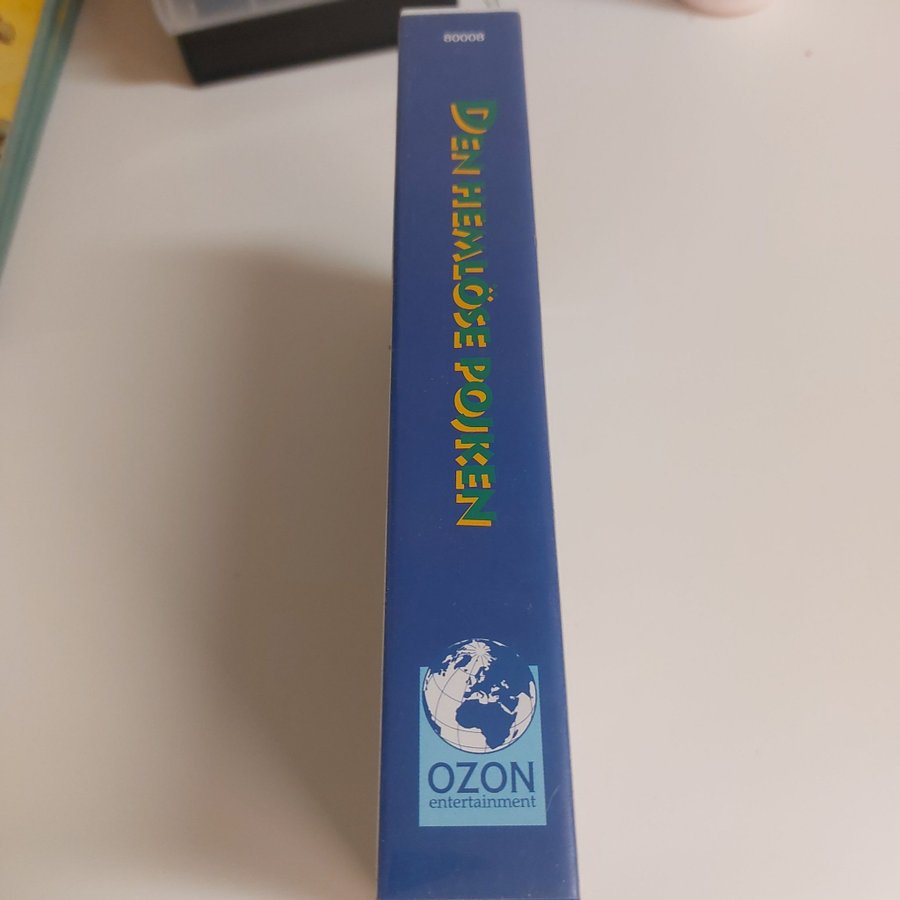 80008
DEN HEMLÖSE POJKEN
OZON
entertainment